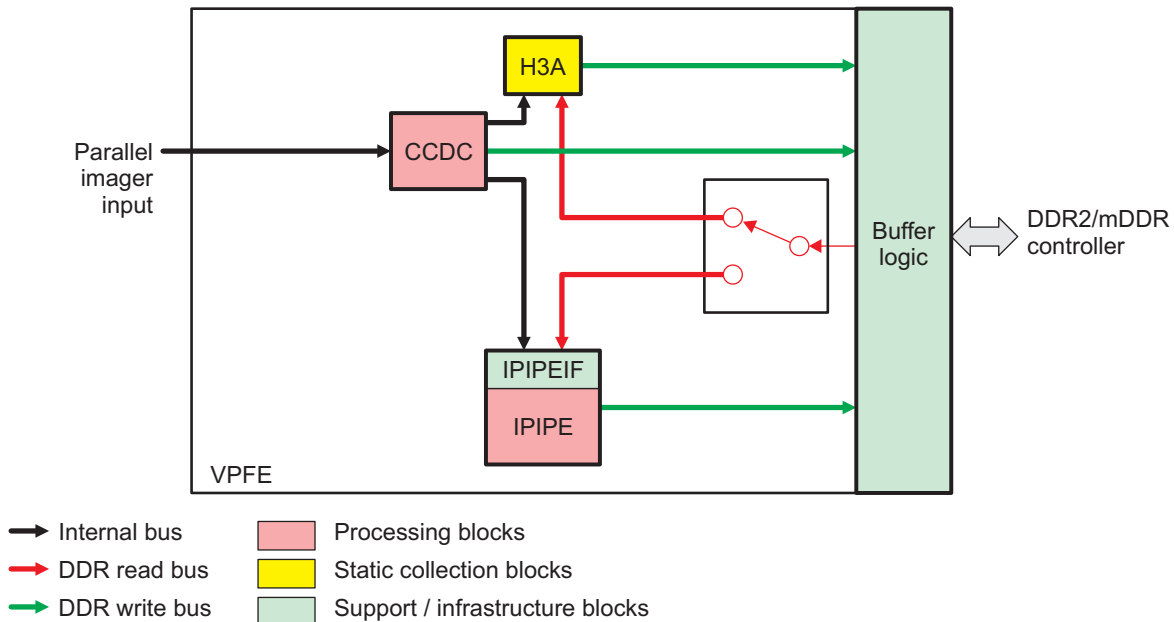 H3A
CCDC
Parallel
imager
input
Buffer
logic
DDR2/mDDR
controller
IPIPEIF
IPIPE
VPFE
Internal bus
Processing blocks
DDR read bus
Static collection blocks
DDR write bus
Support / infrastructure blocks